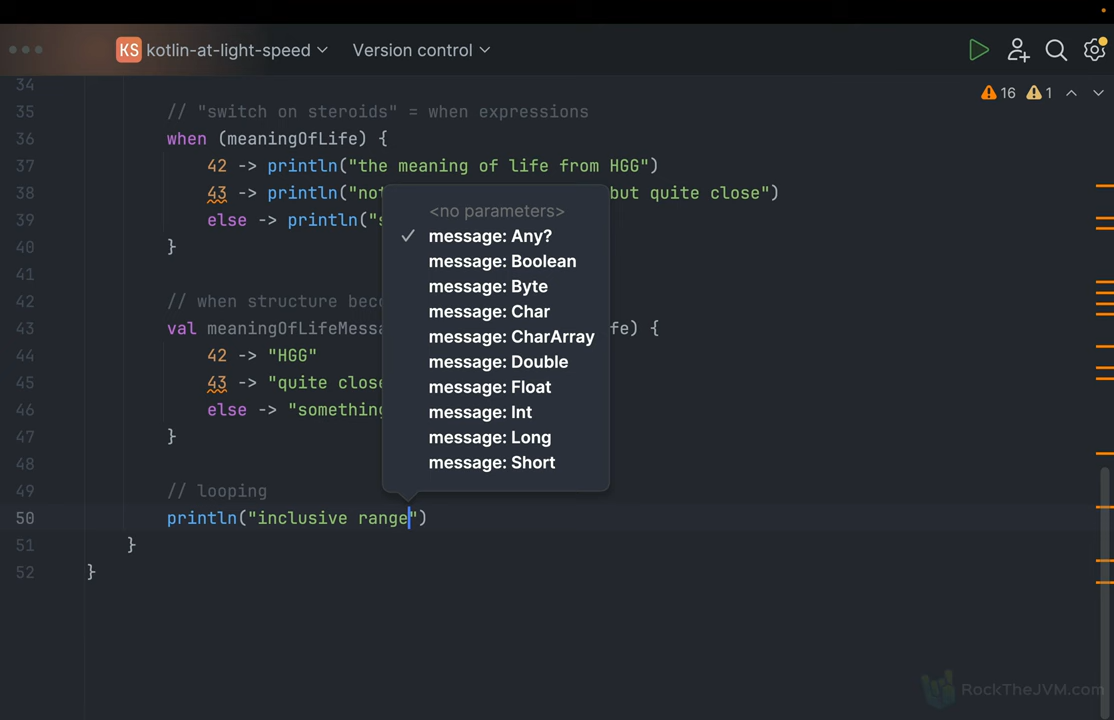 KS kotlin-at-light-speed Version control
16 1
34
35 // "switch on steroids" = when expressions
36 when (meaningOfLife) {
37 42 -> println("the meaning of life from HGG")
38 43 -> println("not but quite close")
39 else -> println("s
40 }
41
42 // when structure beco
43 val meaningOfLifeMessa fe) {
44 42 -> "HGG"
45 43 -> "quite close
46 else -> "something
47 }
48
49 // looping
50 println("inclusive range")
51 }
52 }
<no parameters>
message: Any?
message: Boolean
message: Byte
message: Char
message: CharArray
message: Double
message: Float
message: Int
message: Long
message: Short
RockTheJVM.com